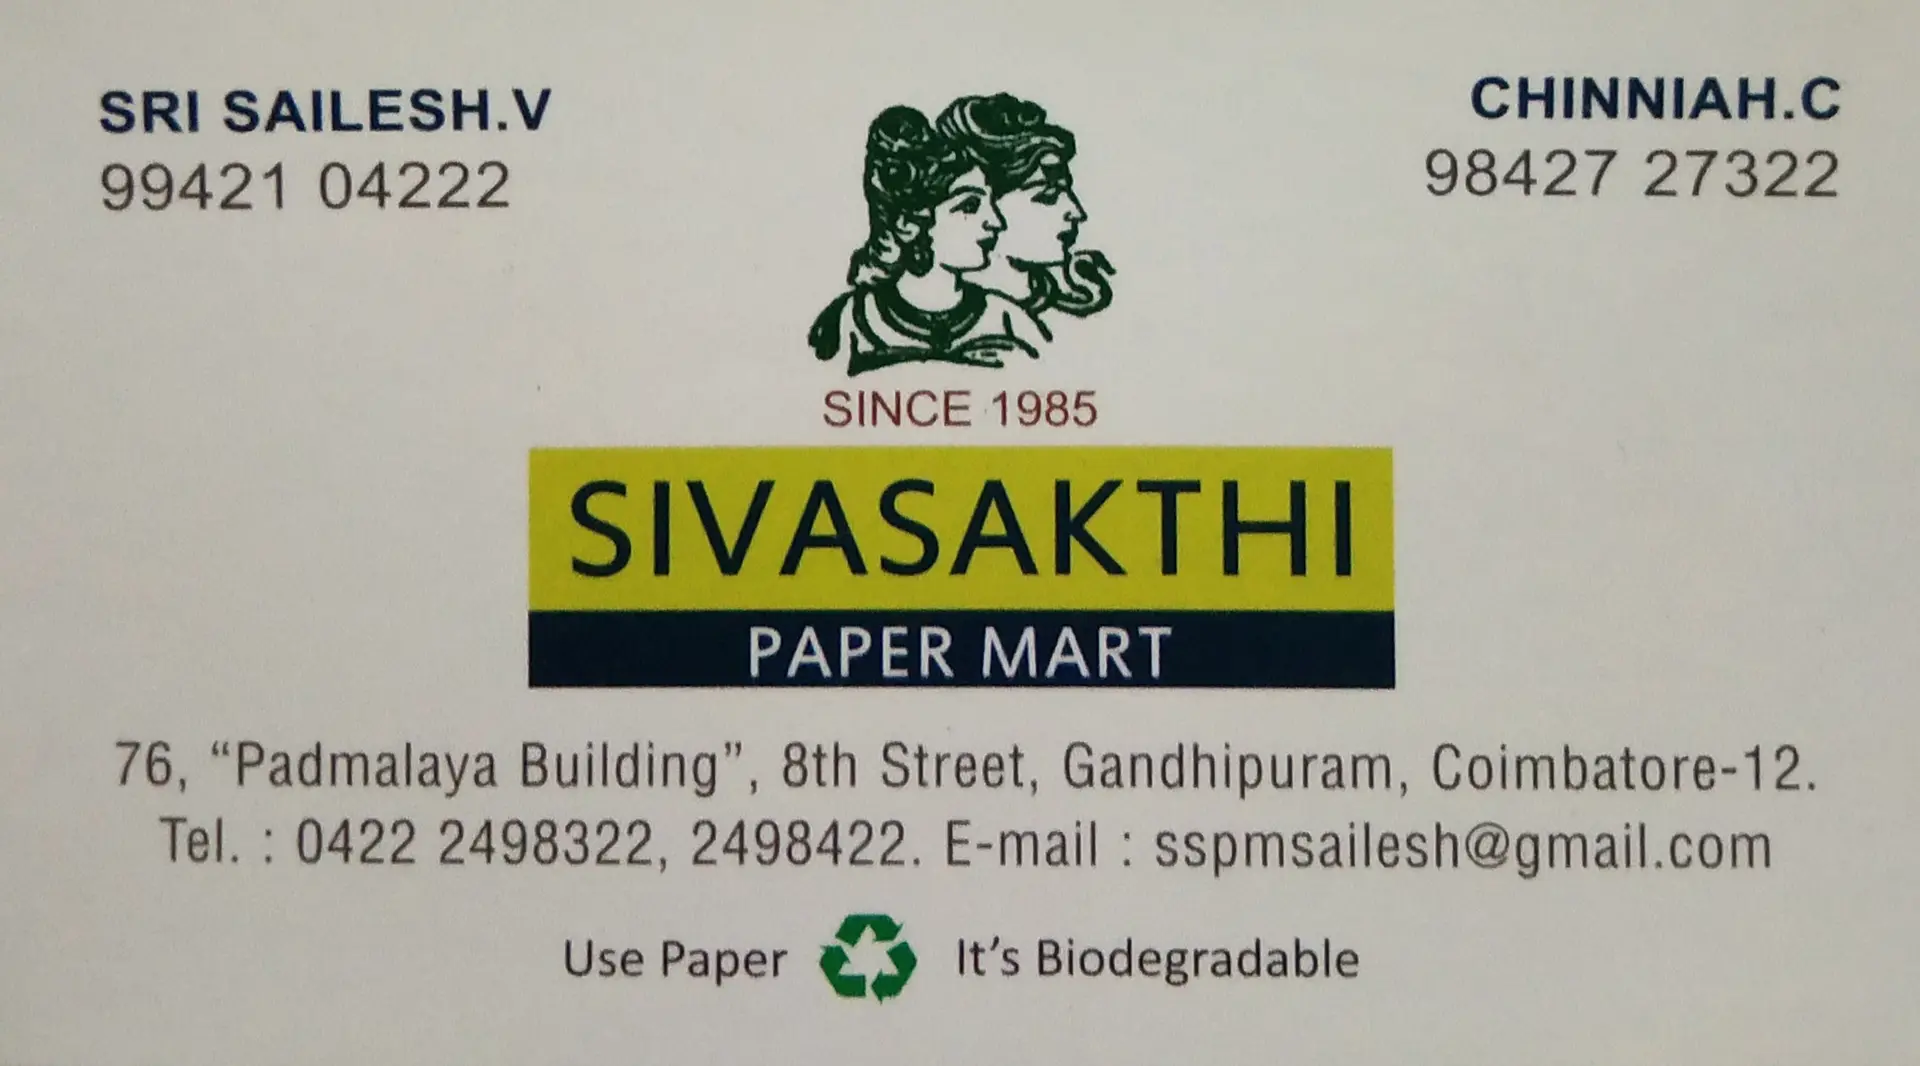 SRI SAILESH.V
99421 04222
CHINNIAH.C
98427 27322
SINCE 1985
SIVASAKTHI
PAPER MART
76, “Padmalaya Building”, 8th Street, Gandhipuram, Coimbatore-12.
Tel. : 0422 2498322, 2498422. E-mail : sspmsailesh@gmail.com
Use Paper It’s Biodegradable